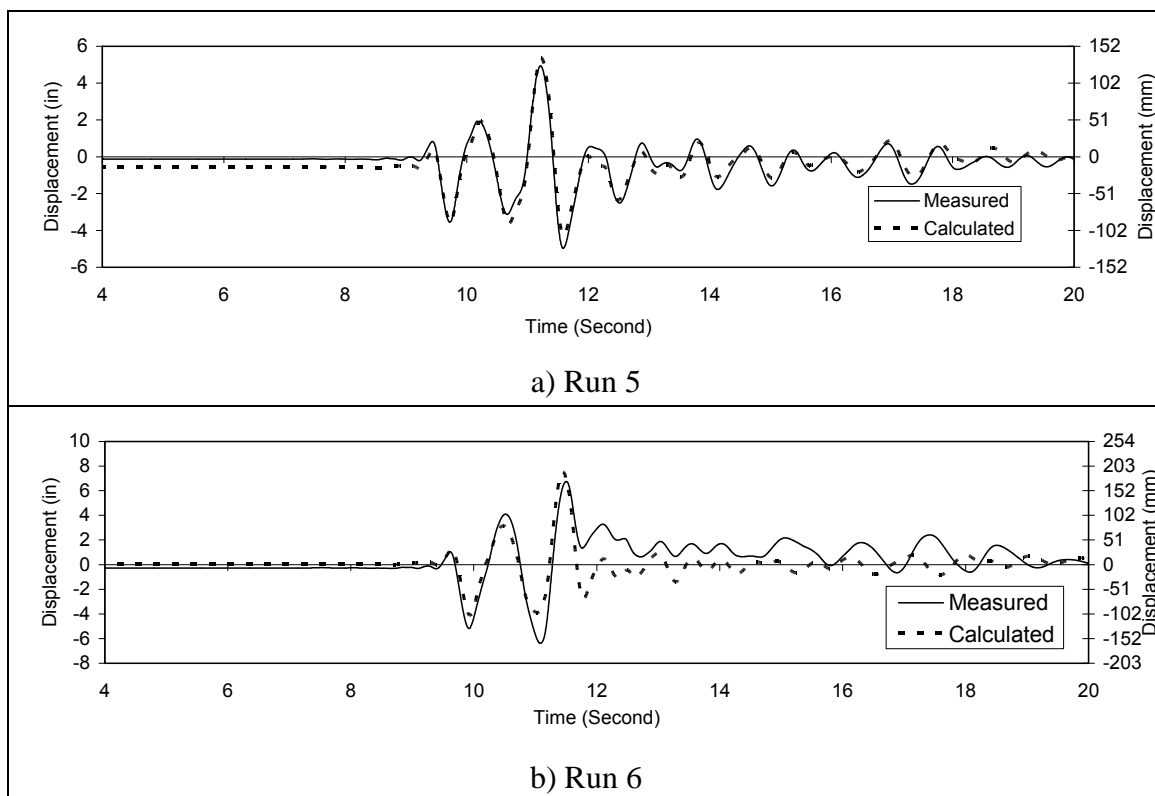 6
4
2
0
-2
-4
-6
Displacement (in)
152
102
51
0
-51
-102
-152
Displacement (mm)
Measured
Calculated
4 6 8 10 12 14 16 18 20
Time (Second)
a) Run 5
10
8
6
4
2
0
-2
-4
-6
-8
Displacement (in)
254
203
152
102
51
0
-51
-102
-152
-203
Displacement (mm)
Measured
Calculated
4 6 8 10 12 14 16 18 20
Time (Second)
b) Run 6